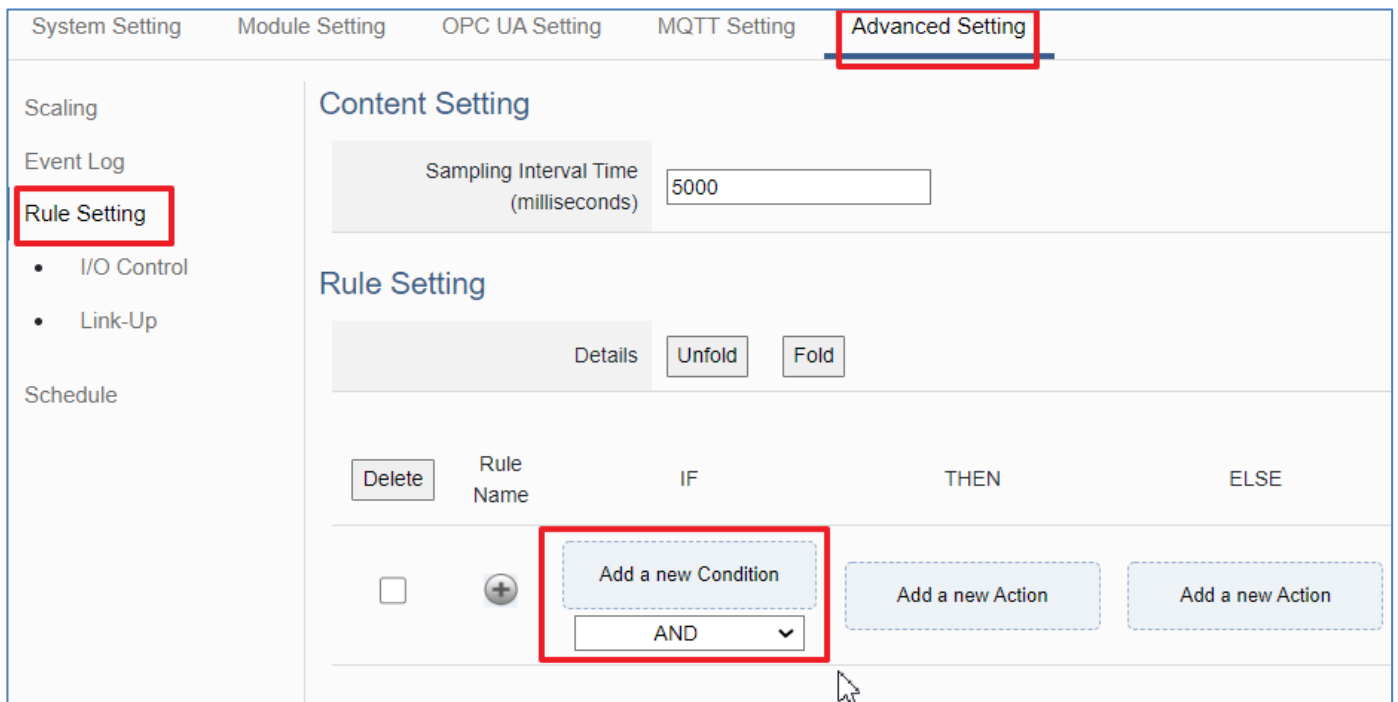 System Setting Module Setting OPC UA Setting MQTT Setting Advanced Setting
Scaling
Event Log
Rule Setting
I/O Control
Link-Up
Schedule
Content Setting
Sampling Interval Time
(milliseconds)
5000
Rule Setting
Details Unfold Fold
Delete Rule Name IF THEN ELSE
Add a new Condition
AND
Add a new Action
Add a new Action